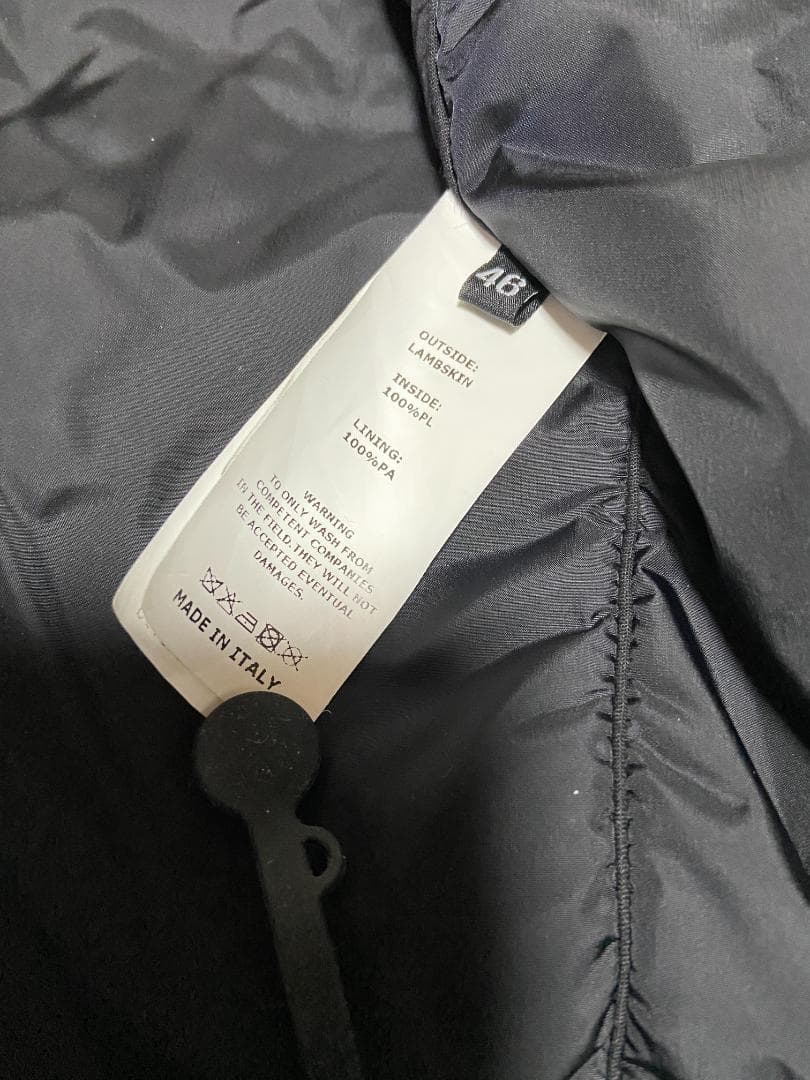 46
OUTSIDE:
LAMBSKIN
INSIDE:
100%PL
LINING:
100%PA
WARNING
TO ONLY WASH FROM
COMPETENT COMPANIES
IN THE FIELD.THEY WILL NOT
BE ACCEPTED EVENTUAL
DAMAGES.
MADE IN ITALY